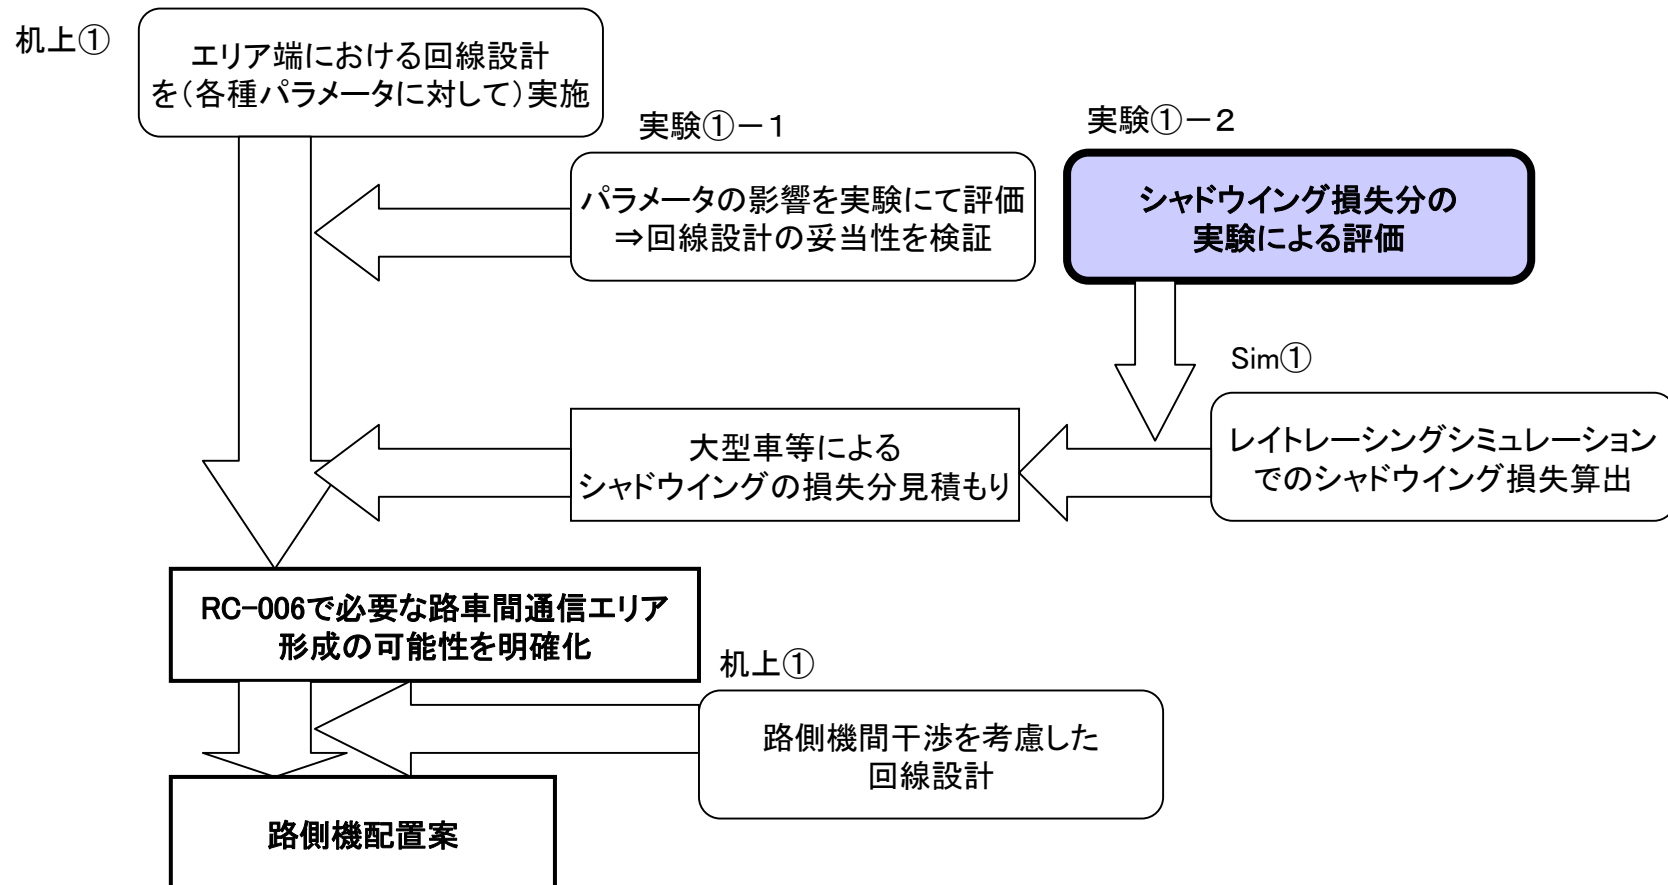 机上①
エリア端における回線設計
を(各種パラメータに対して)実施
実験①－1
パラメータの影響を実験にて評価
⇒回線設計の妥当性を検証
実験①－2
シャドウイング損失分の
実験による評価
Sim①
レイトレーシングシミュレーション
でのシャドウイング損失算出
大型車等による
シャドウイングの損失分見積もり
RC-006で必要な路車間通信エリア
形成の可能性を明確化
机上①
路側機間干渉を考慮した
回線設計
路側機配置案